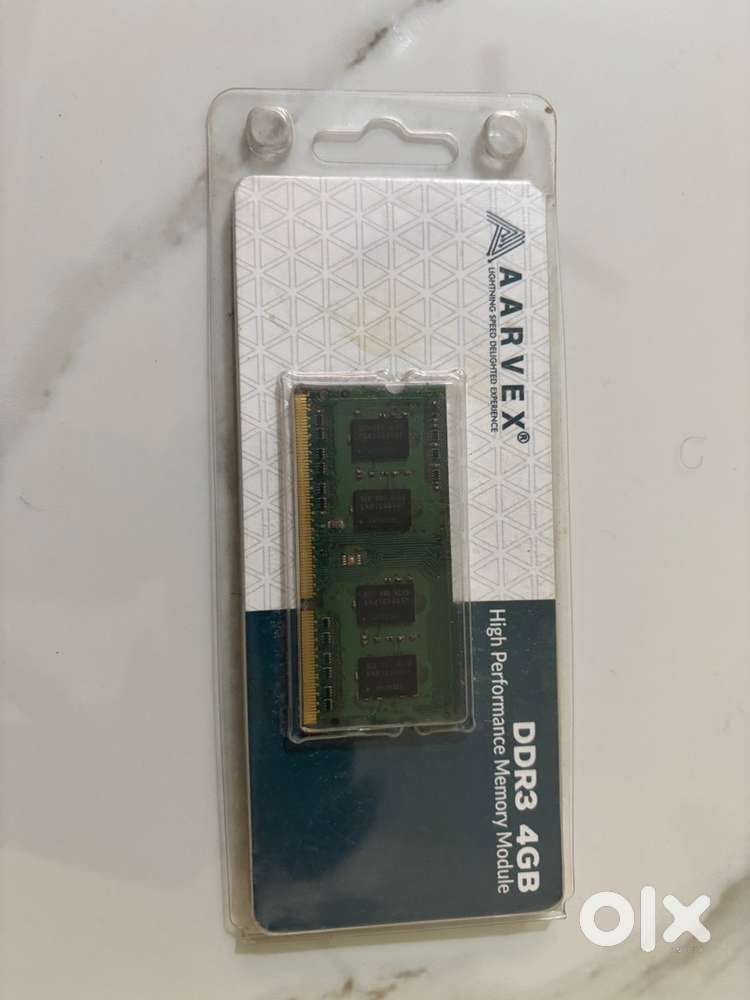 AARVEX®
LIGHTNING SPEED DELIGHTED EXPERIENCE
DDR3 4GB
High Performance Memory Module
olx